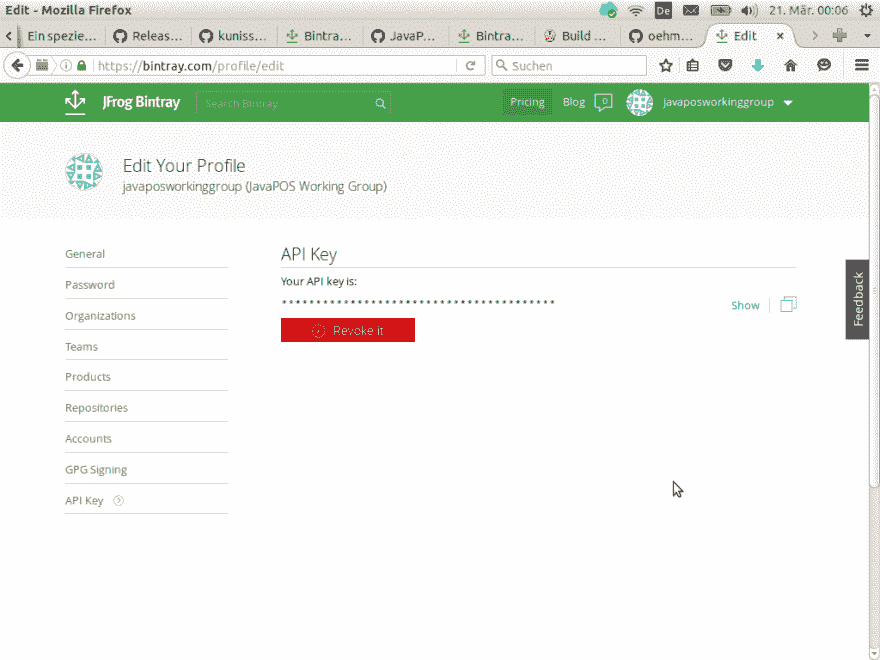 Edit - Mozilla Firefox
De
21. Mär. 00:06
Ein spezie...
Releas...
kuniss...
Bintra...
JavaP...
Bintra...
Build ...
oehm...
Edit
https://bintray.com/profile/edit
Suchen
JFrog Bintray
Search Bintray
Pricing
Blog
0
javaposworkinggroup
Edit Your Profile
javaposworkinggroup (JavaPOS Working Group)
General
Password
Organizations
Teams
Products
Repositories
Accounts
GPG Signing
API Key
API Key
Your API key is:
****************************************
Show
Revoke it
Feedback